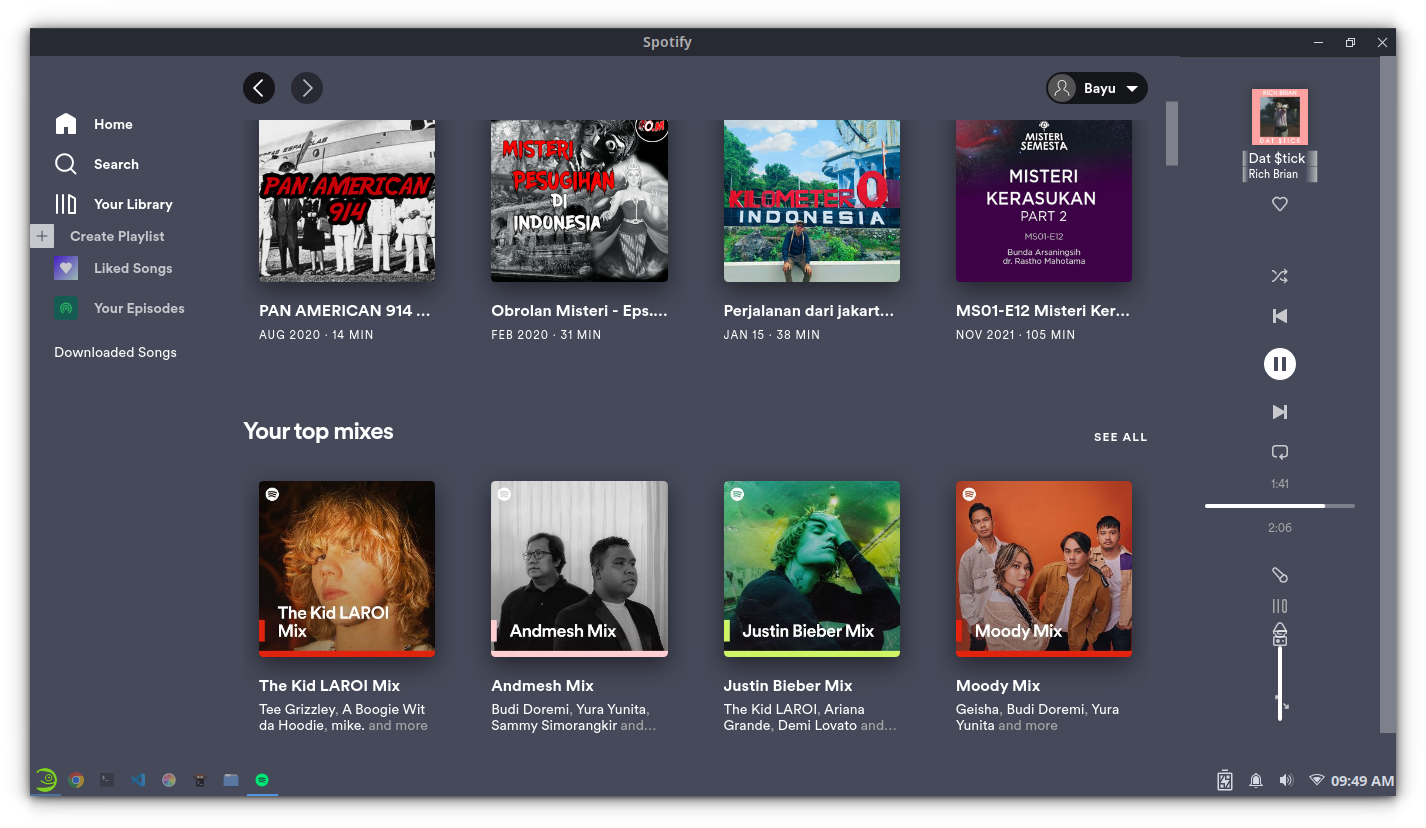 Spotify
Bayu
Home
Search
Your Library
Create Playlist
Liked Songs
Your Episodes
Downloaded Songs
PAN AMERICAN
914
MISTERI
PESUGIHAN
DI
INDONESIA
KILOMETER 0
INDONESIA
MISTERI
SEMESTA
MISTERI
KERASUKAN
PART 2
MS01-E12
Bunda Arsaningsih
dr. Rastho Mahotama
PAN AMERICAN 914 ...
AUG 2020 · 14 MIN
Obrolan Misteri - Eps....
FEB 2020 · 31 MIN
Perjalanan dari jakart...
JAN 15 · 38 MIN
MS01-E12 Misteri Ker...
NOV 2021 · 105 MIN
Your top mixes
SEE ALL
The Kid LAROI
Mix
Andmesh Mix
Justin Bieber Mix
Moody Mix
The Kid LAROI Mix
Tee Grizzley, A Boogie Wit
da Hoodie, mike. and more
Andmesh Mix
Budi Doremi, Yura Yunita,
Sammy Simorangkir and...
Justin Bieber Mix
The Kid LAROI, Ariana
Grande, Demi Lovato and...
Moody Mix
Geisha, Budi Doremi, Yura
Yunita and more
RICH BRIAN
DAT $TICK
Dat $tick
Rich Brian
1:41
2:06
09:49 AM